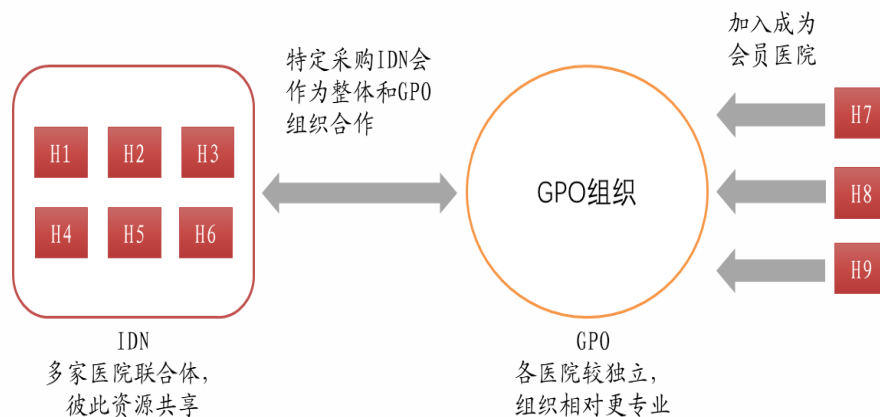 加入成为
会员医院
特定采购IDN会
作为整体和GPO
组织合作
H1 H2 H3
H4 H5 H6
GPO组织
H7
H8
H9
IDN
多家医院联合体，
彼此资源共享
GPO
各医院较独立，
组织相对更专业